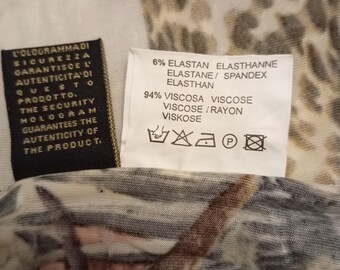 L'OLOGRAMMA DI
SICUREZZA
GARANTISCE L'
AUTENTICITA' DI
QUESTO
PRODOTTO.
THE SECURITY
HOLOGRAM
GUARANTEES THE
AUTHENTICITY OF
THE PRODUCT.
6% ELASTAN ELASTHANNE
ELASTANE / SPANDEX
ELASTHAN
94% VISCOSA VISCOSE
VISCOSE / RAYON
VISKOSE
P